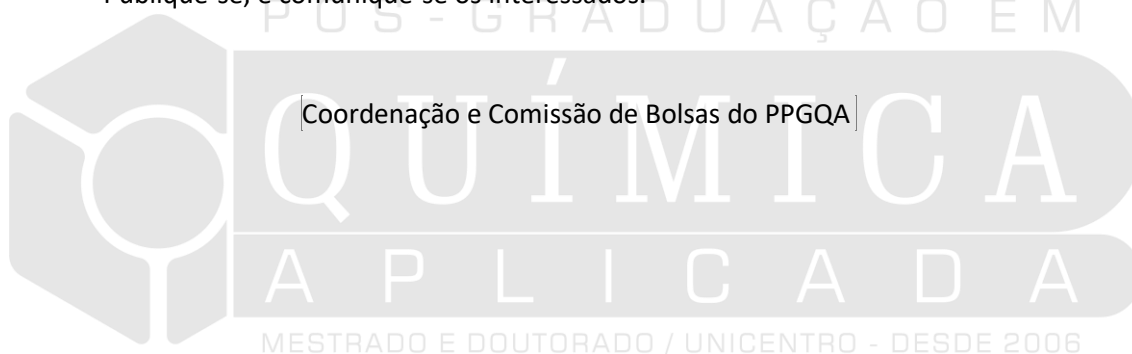 Publique-se, e comunique-se os interessados.
PÓS-GRADUAÇÃO EM
Coordenação e Comissão de Bolsas do PPGQA
QUÍMICA
APLICADA
MESTRADO E DOUTORADO / UNICENTRO - DESDE 2006